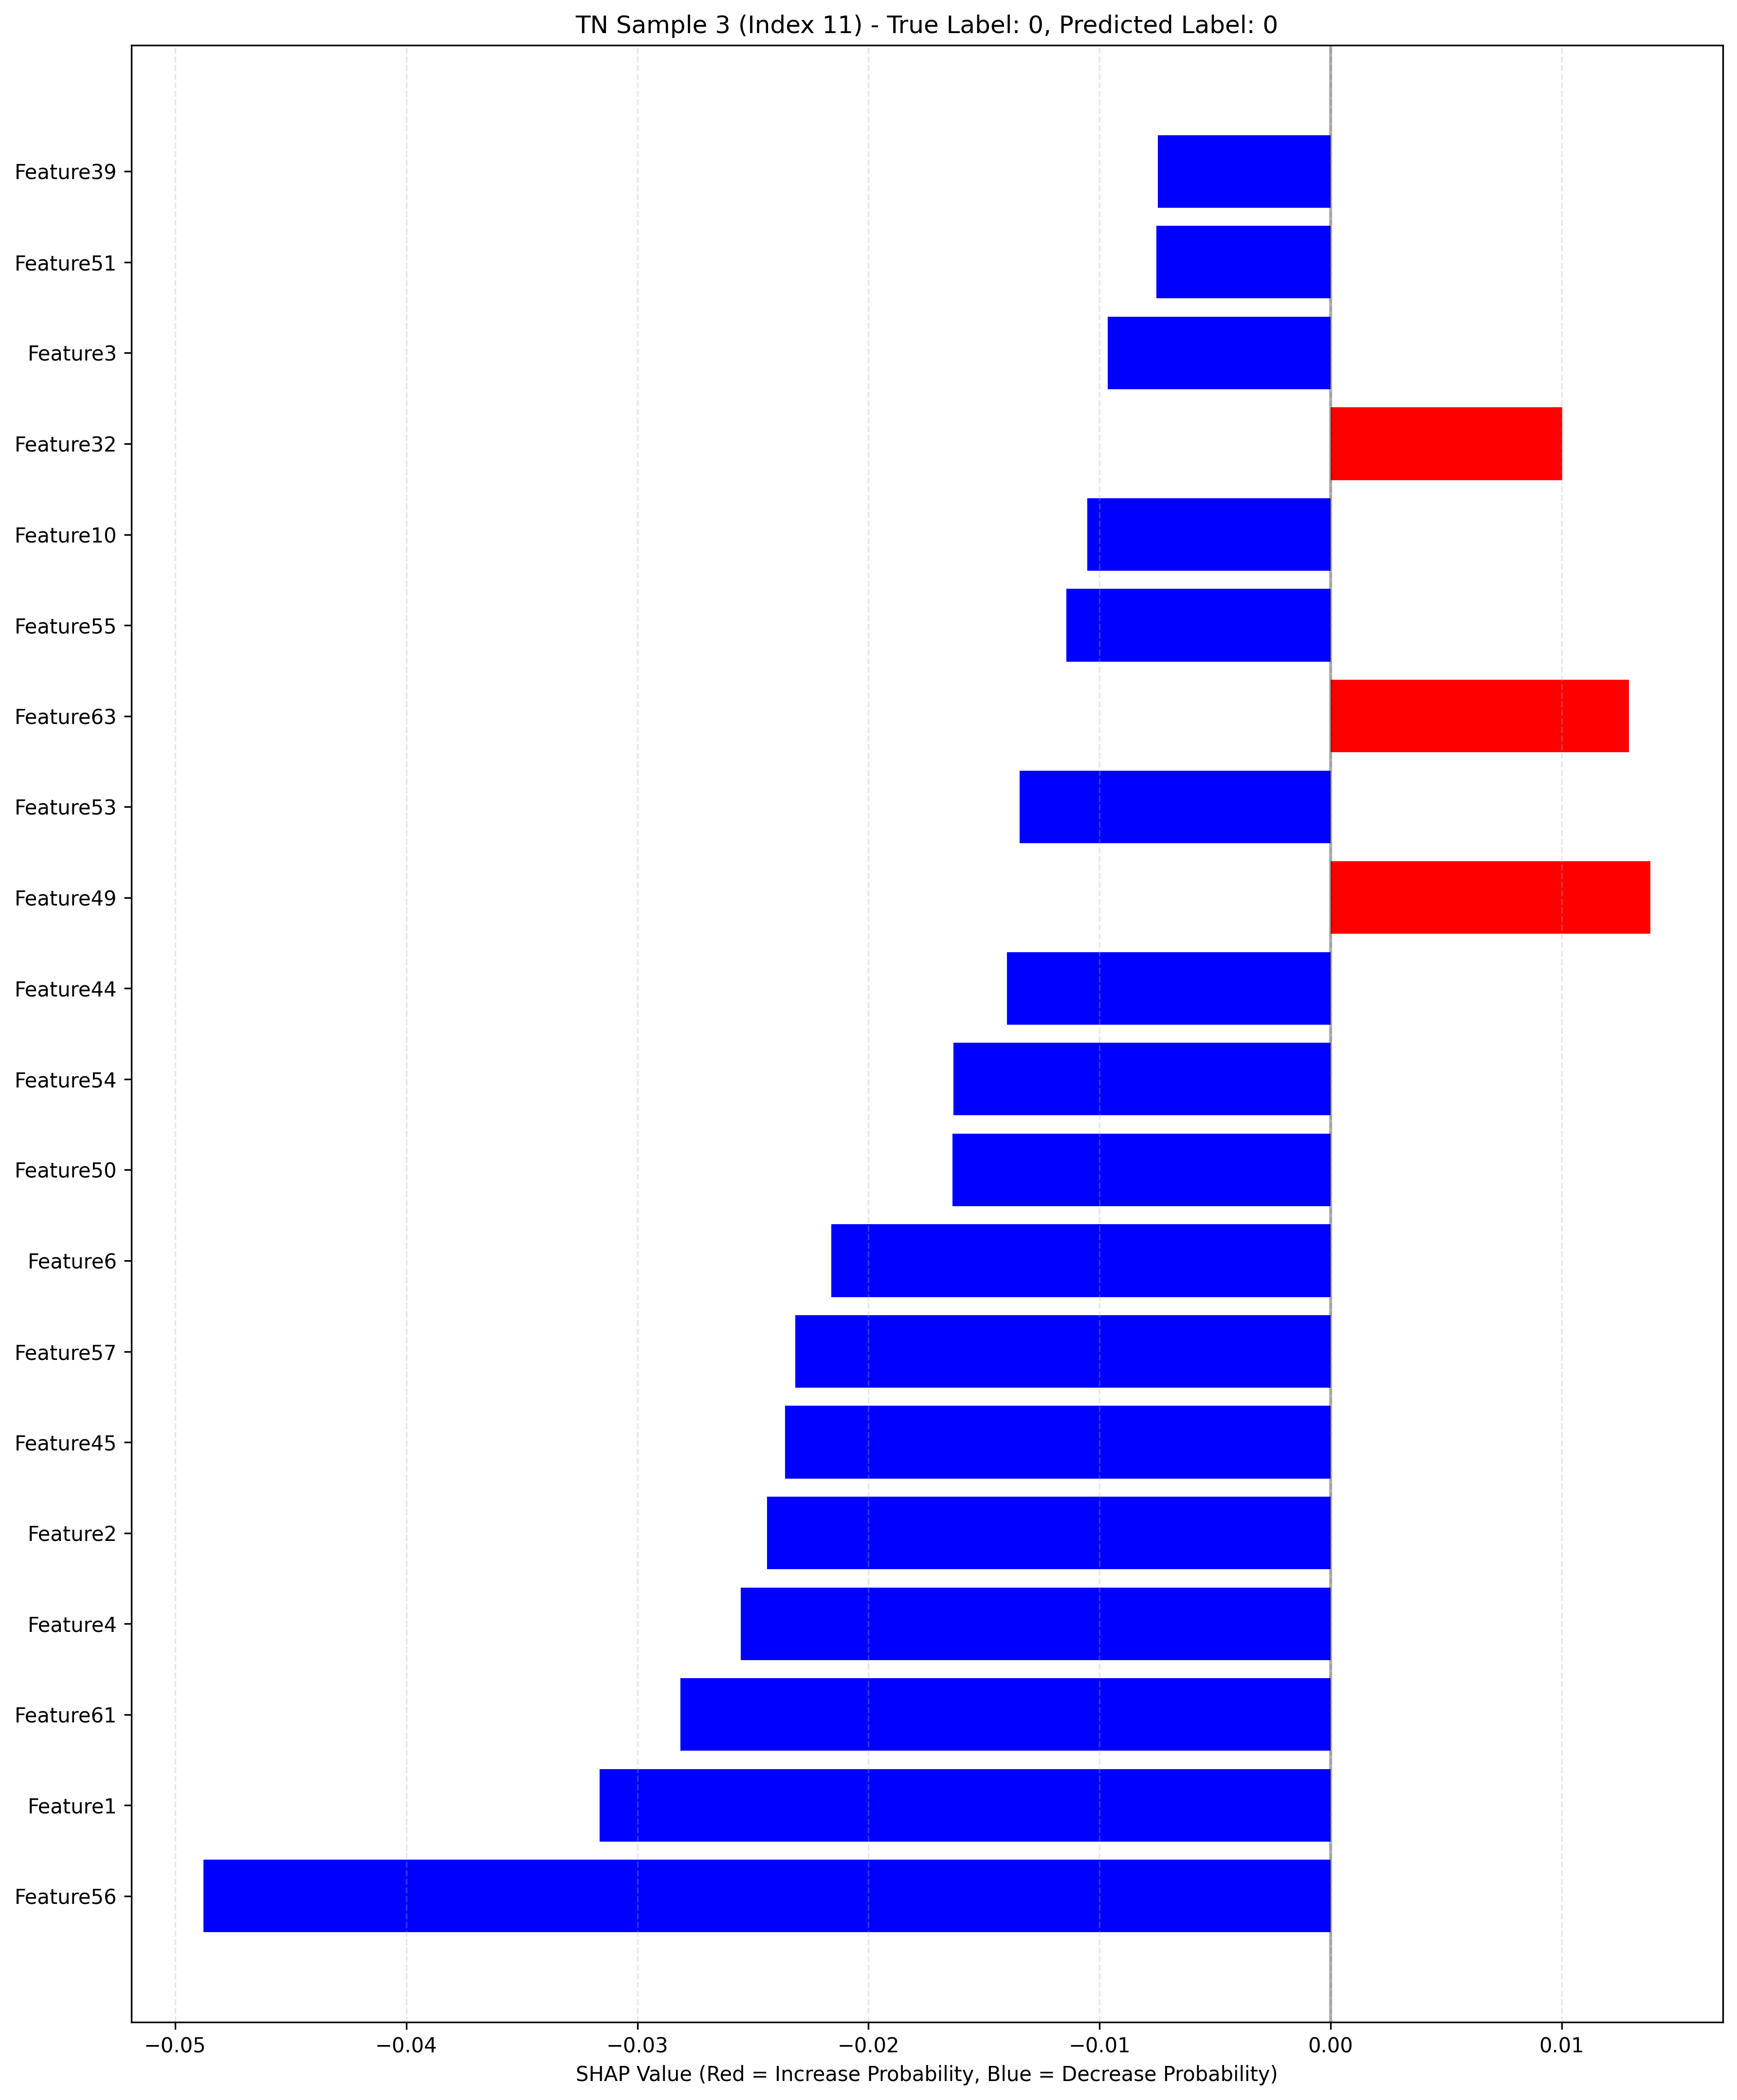 TN Sample 3 (Index 11) - True Label: 0, Predicted Label: 0
Feature39
Feature51
Feature3
Feature32
Feature10
Feature55
Feature63
Feature53
Feature49
Feature44
Feature54
Feature50
Feature6
Feature57
Feature45
Feature2
Feature4
Feature61
Feature1
Feature56
−0.05 −0.04 −0.03 −0.02 −0.01 0.00 0.01
SHAP Value (Red = Increase Probability, Blue = Decrease Probability)